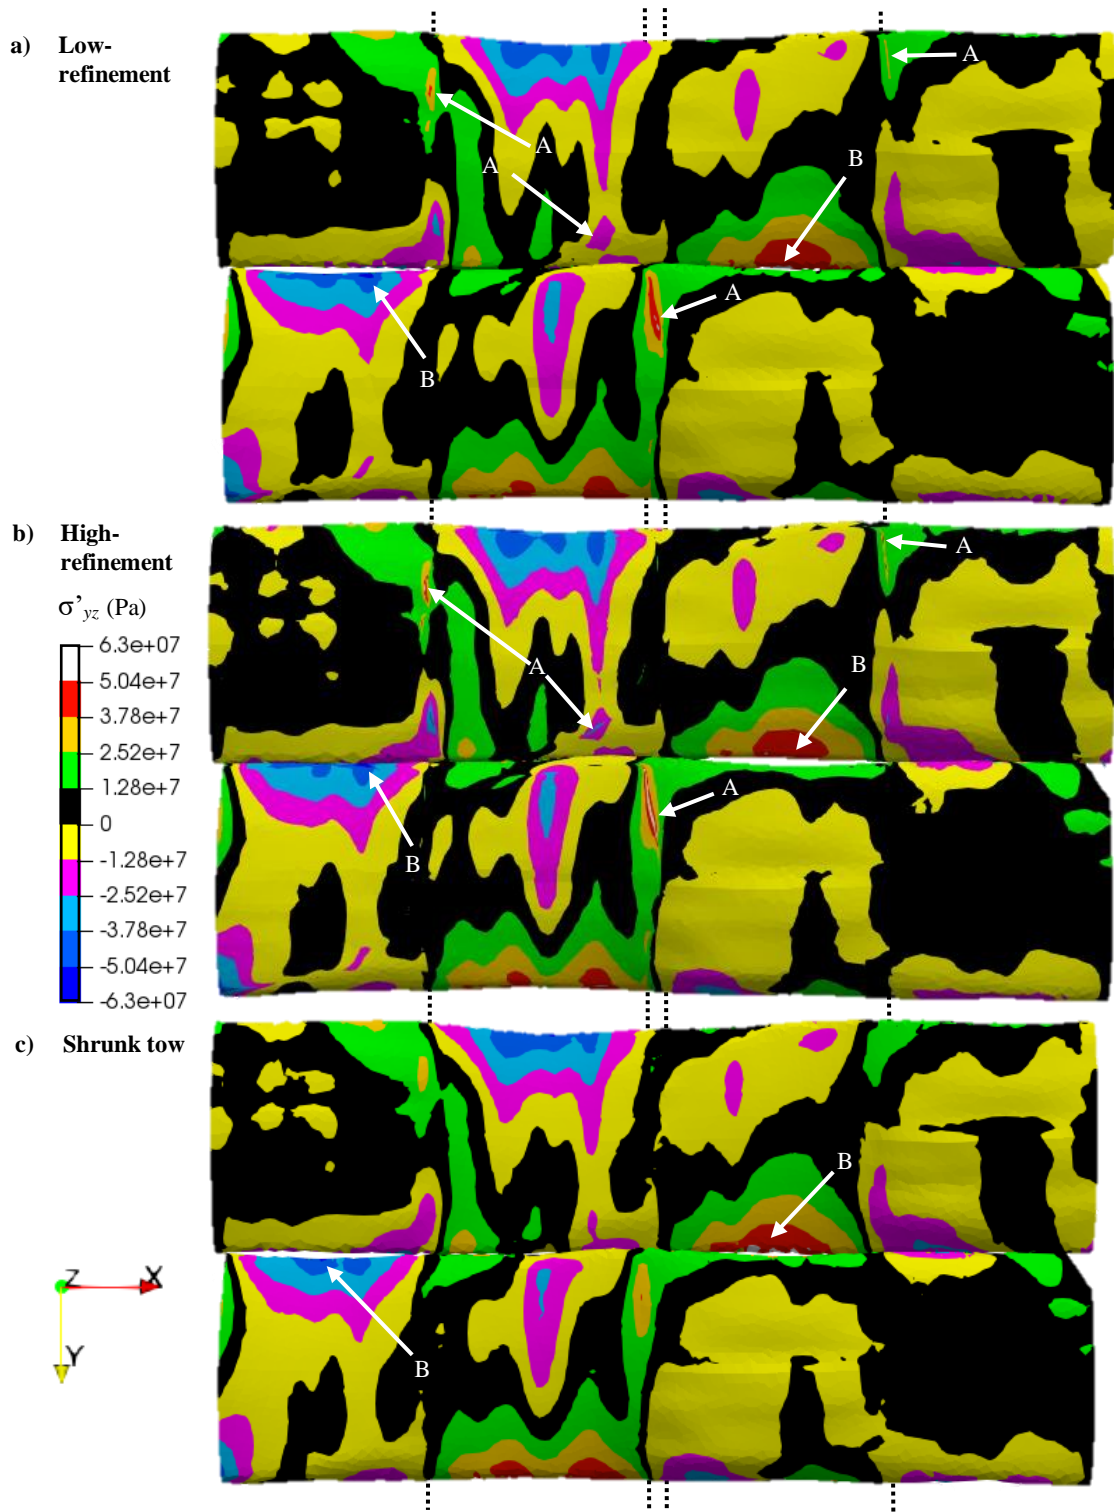 a) Low-
refinement
A
A
A
B
A
B
b) High-
refinement
σ’yz (Pa)
6.3e+07
5.04e+7
3.78e+7
2.52e+7
1.28e+7
0
-1.28e+7
-2.52e+7
-3.78e+7
-5.04e+7
-6.3e+07
A
A
B
A
B
c) Shrunk tow
B
B
Z X
Y